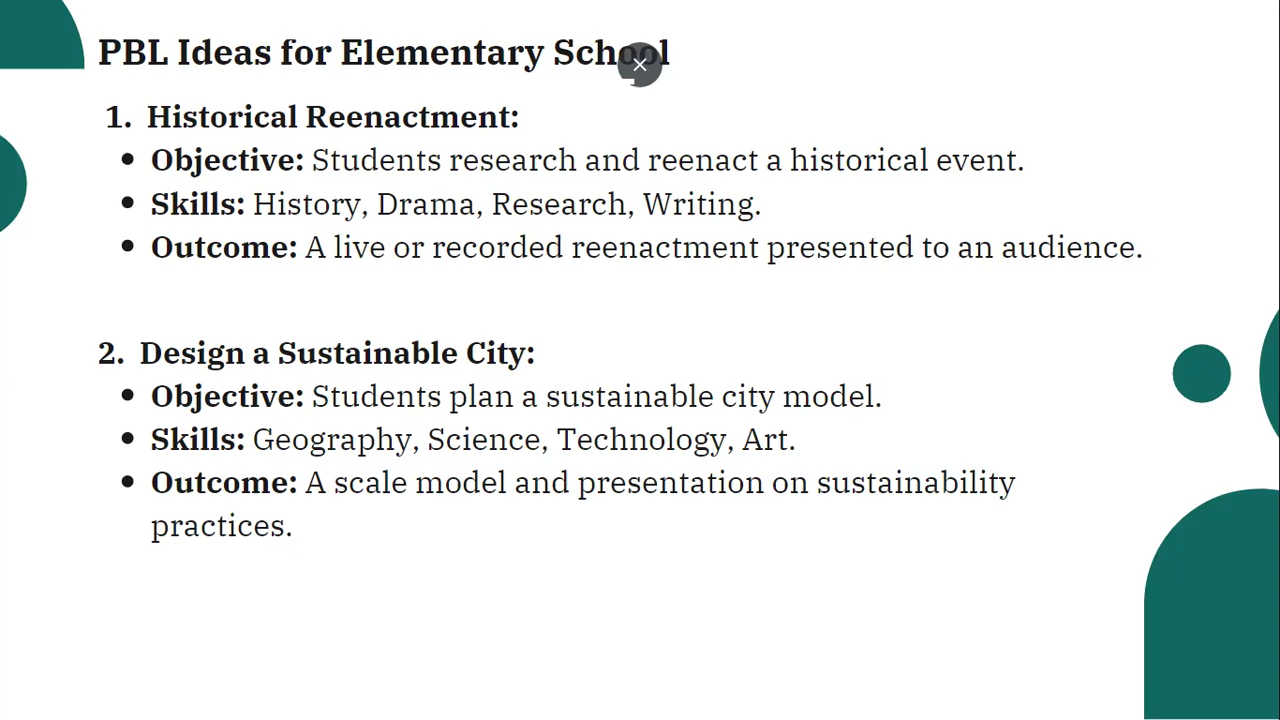 PBL Ideas for Elementary School
1. Historical Reenactment:
• Objective: Students research and reenact a historical event.
• Skills: History, Drama, Research, Writing.
• Outcome: A live or recorded reenactment presented to an audience.
2. Design a Sustainable City:
• Objective: Students plan a sustainable city model.
• Skills: Geography, Science, Technology, Art.
• Outcome: A scale model and presentation on sustainability
practices.